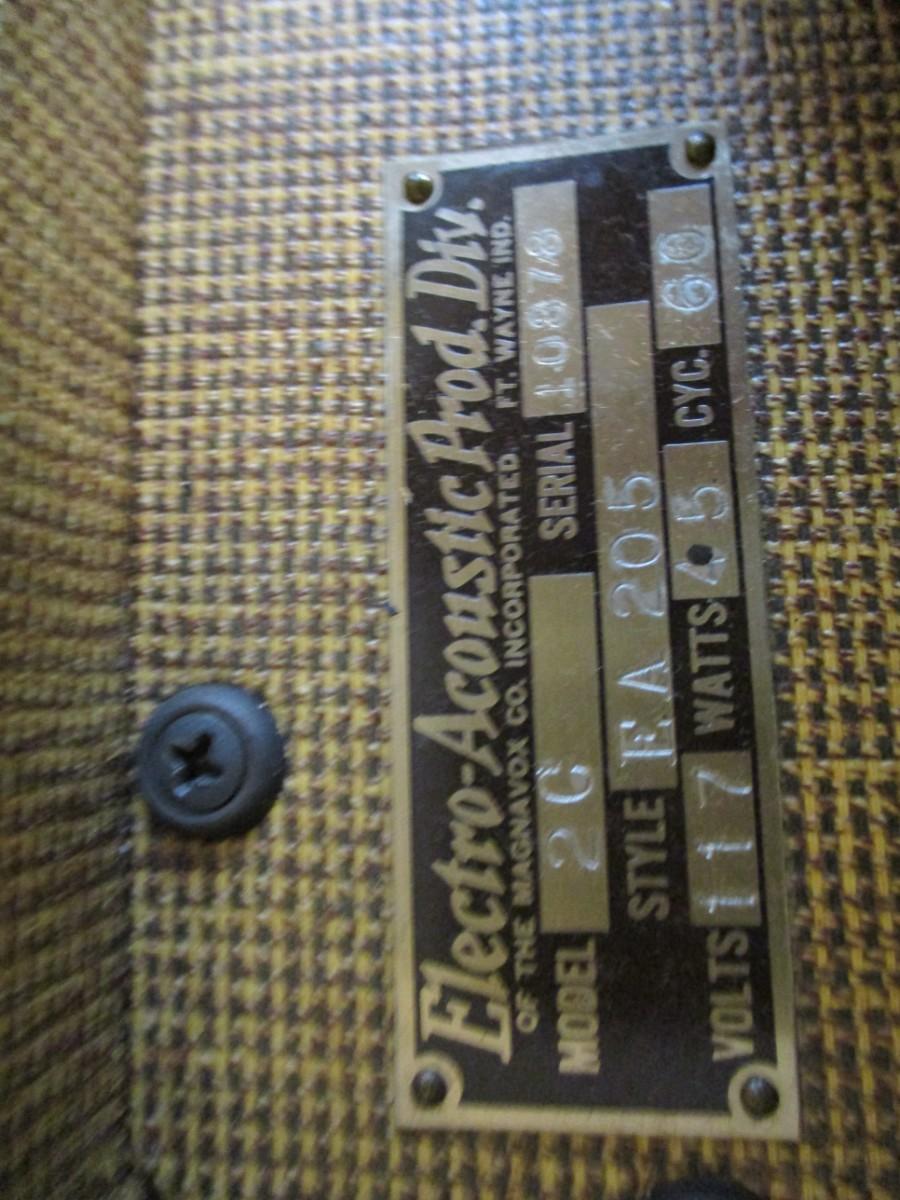 Electro-Acoustic Prod. Div.
OF THE MAGNAVOX CO. INCORPORATED. FT. WAYNE IND.
MODEL 2C SERIAL 10878
STYLE EA 205
VOLTS 117 WATTS 45 CYC. 60